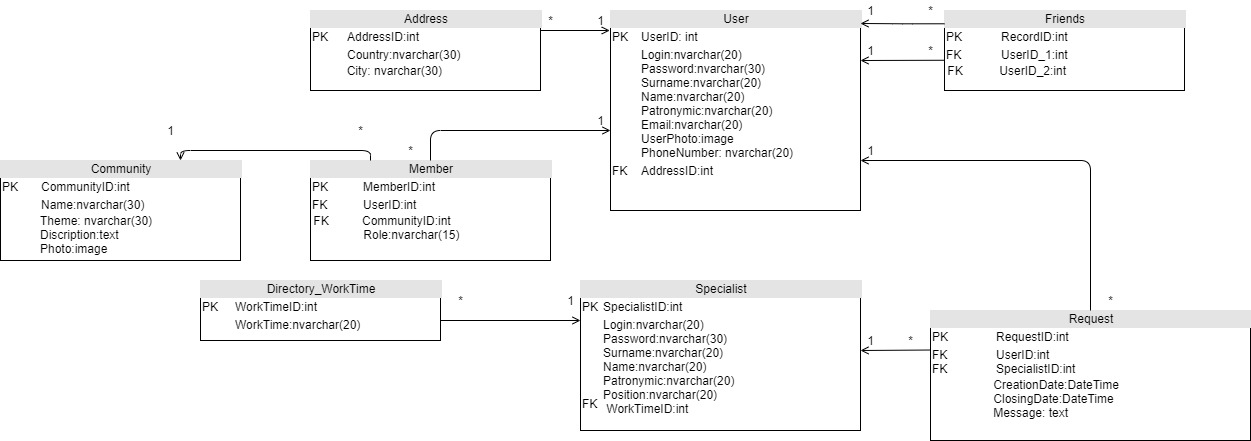 Address
PK AddressID:int
Country:nvarchar(30)
City: nvarchar(30)
* 1
User
PK UserID: int
Login:nvarchar(20)
Password:nvarchar(30)
Surname:nvarchar(20)
Name:nvarchar(20)
Patronymic:nvarchar(20)
Email:nvarchar(20)
UserPhoto:image
PhoneNumber: nvarchar(20)
FK AddressID:int
1 *
1 *
Friends
PK RecordID:int
FK UserID_1:int
FK UserID_2:int
1 *
* 1
Community
PK CommunityID:int
Name:nvarchar(30)
Theme: nvarchar(30)
Discription:text
Photo:image
Member
PK MemberID:int
FK UserID:int
FK CommunityID:int
Role:nvarchar(15)
1
*
Directory_WorkTime
PK WorkTimeID:int
WorkTime:nvarchar(20)
* 1
Specialist
PK SpecialistID:int
Login:nvarchar(20)
Password:nvarchar(30)
Surname:nvarchar(20)
Name:nvarchar(20)
Patronymic:nvarchar(20)
Position:nvarchar(20)
FK WorkTimeID:int
1 *
Request
PK RequestID:int
FK UserID:int
FK SpecialistID:int
CreationDate:DateTime
ClosingDate:DateTime
Message: text